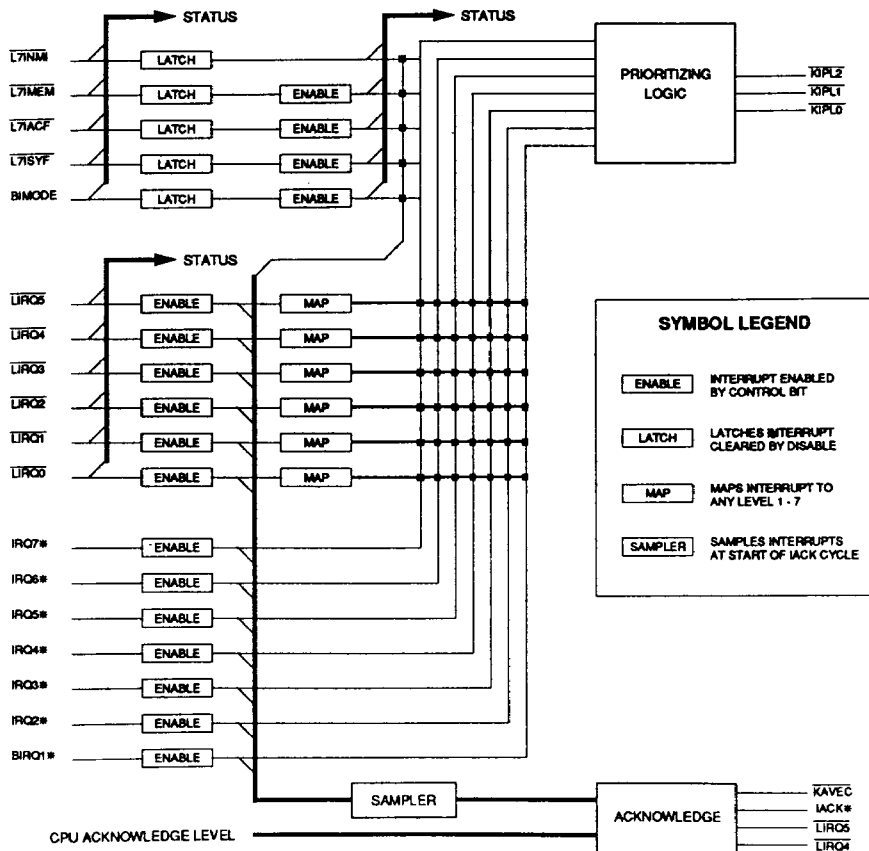 STATUS STATUS
L7INMI LATCH
L7IMEM LATCH ENABLE
L7IACF LATCH ENABLE
L7ISYF LATCH ENABLE
BIMODE LATCH ENABLE
PRIORITIZING
LOGIC
KIPL2
KIPL1
KIPL0
STATUS
LIRQ5 ENABLE MAP
LIRQ4 ENABLE MAP
LIRQ3 ENABLE MAP
LIRQ2 ENABLE MAP
LIRQ1 ENABLE MAP
LIRQ0 ENABLE MAP
IRQ7* ENABLE
IRQ6* ENABLE
IRQ5* ENABLE
IRQ4* ENABLE
IRQ3* ENABLE
IRQ2* ENABLE
BIRQ1* ENABLE
SYMBOL LEGEND
ENABLE INTERRUPT ENABLED
BY CONTROL BIT
LATCH LATCHES INTERRUPT
CLEARED BY DISABLE
MAP MAPS INTERRUPT TO
ANY LEVEL 1 - 7
SAMPLER SAMPLES INTERRUPTS
AT START OF IACK CYCLE
SAMPLER
CPU ACKNOWLEDGE LEVEL
ACKNOWLEDGE
KAVEC
IACK*
LIRQ5
LIRQ4